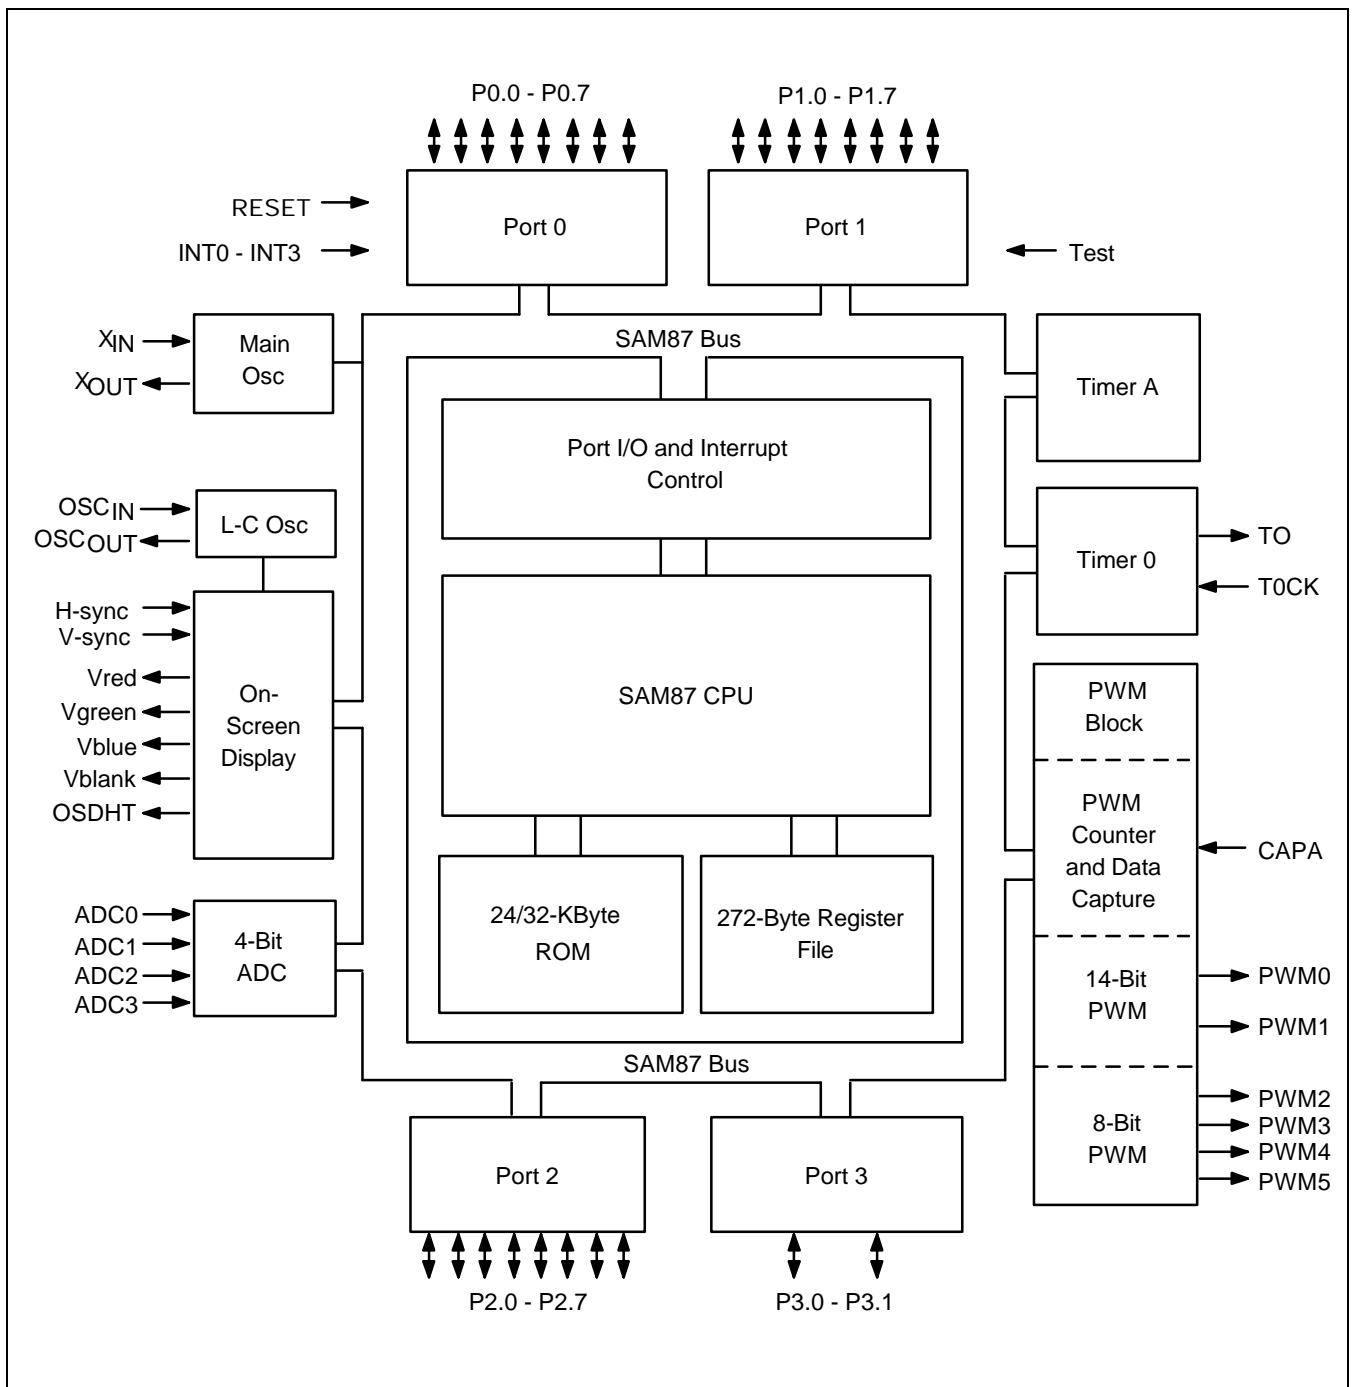 P0.0 - P0.7
P1.0 - P1.7
RESET
INT0 - INT3
Port 0
Port 1
Test
XIN
XOUT
Main
Osc
SAM87 Bus
Timer A
Port I/O and Interrupt
Control
OSCIN
OSCOUT
L-C Osc
Timer 0
TO
T0CK
H-sync
V-sync
Vred
Vgreen
Vblue
Vblank
OSDHT
On-
Screen
Display
SAM87 CPU
PWM
Block
PWM
Counter
and Data
Capture
CAPA
ADC0
ADC1
ADC2
ADC3
4-Bit
ADC
24/32-KByte
ROM
272-Byte Register
File
14-Bit
PWM
PWM0
PWM1
SAM87 Bus
8-Bit
PWM
PWM2
PWM3
PWM4
PWM5
Port 2
Port 3
P2.0 - P2.7
P3.0 - P3.1